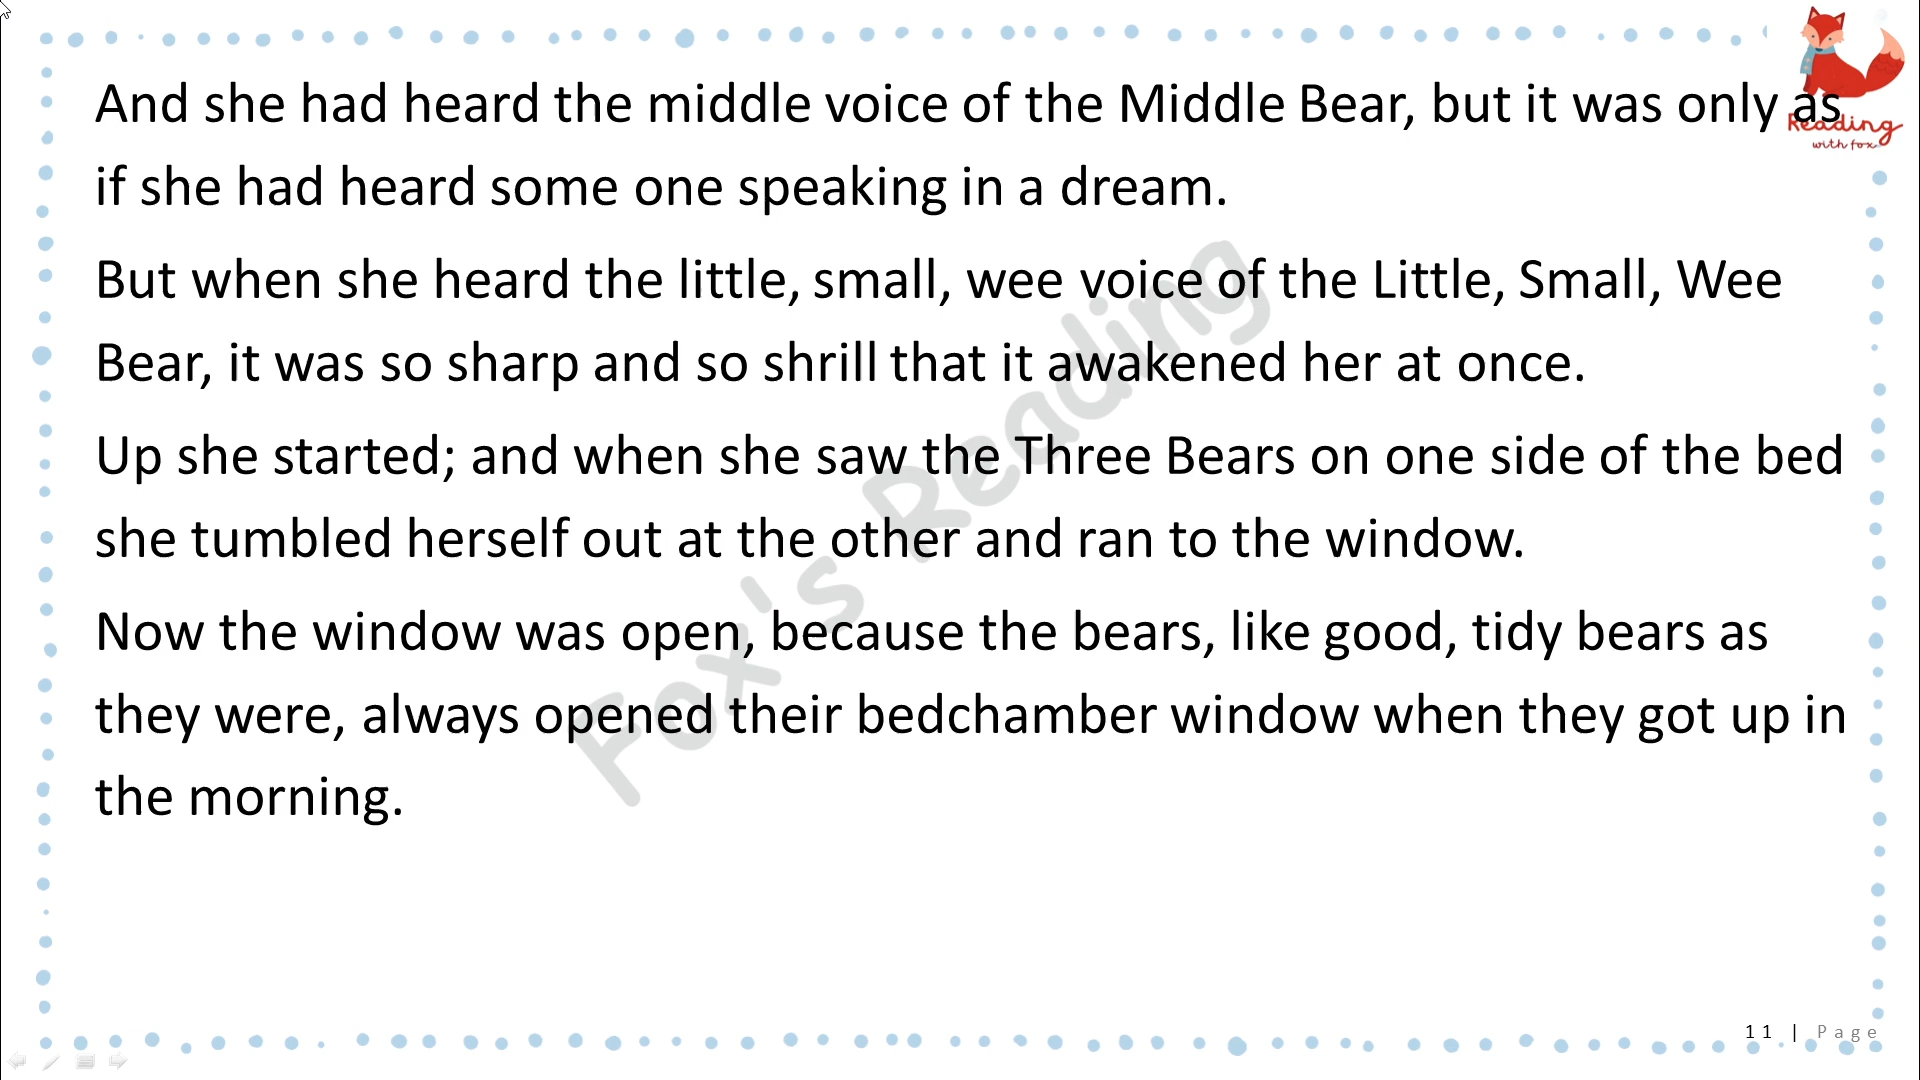 And she had heard the middle voice of the Middle Bear, but it was only as
if she had heard some one speaking in a dream.
But when she heard the little, small, wee voice of the Little, Small, Wee
Bear, it was so sharp and so shrill that it awakened her at once.
Up she started; and when she saw the Three Bears on one side of the bed
she tumbled herself out at the other and ran to the window.
Now the window was open, because the bears, like good, tidy bears as
they were, always opened their bedchamber window when they got up in
the morning.
Reading
with fox
Fox's Reading
11 | Page